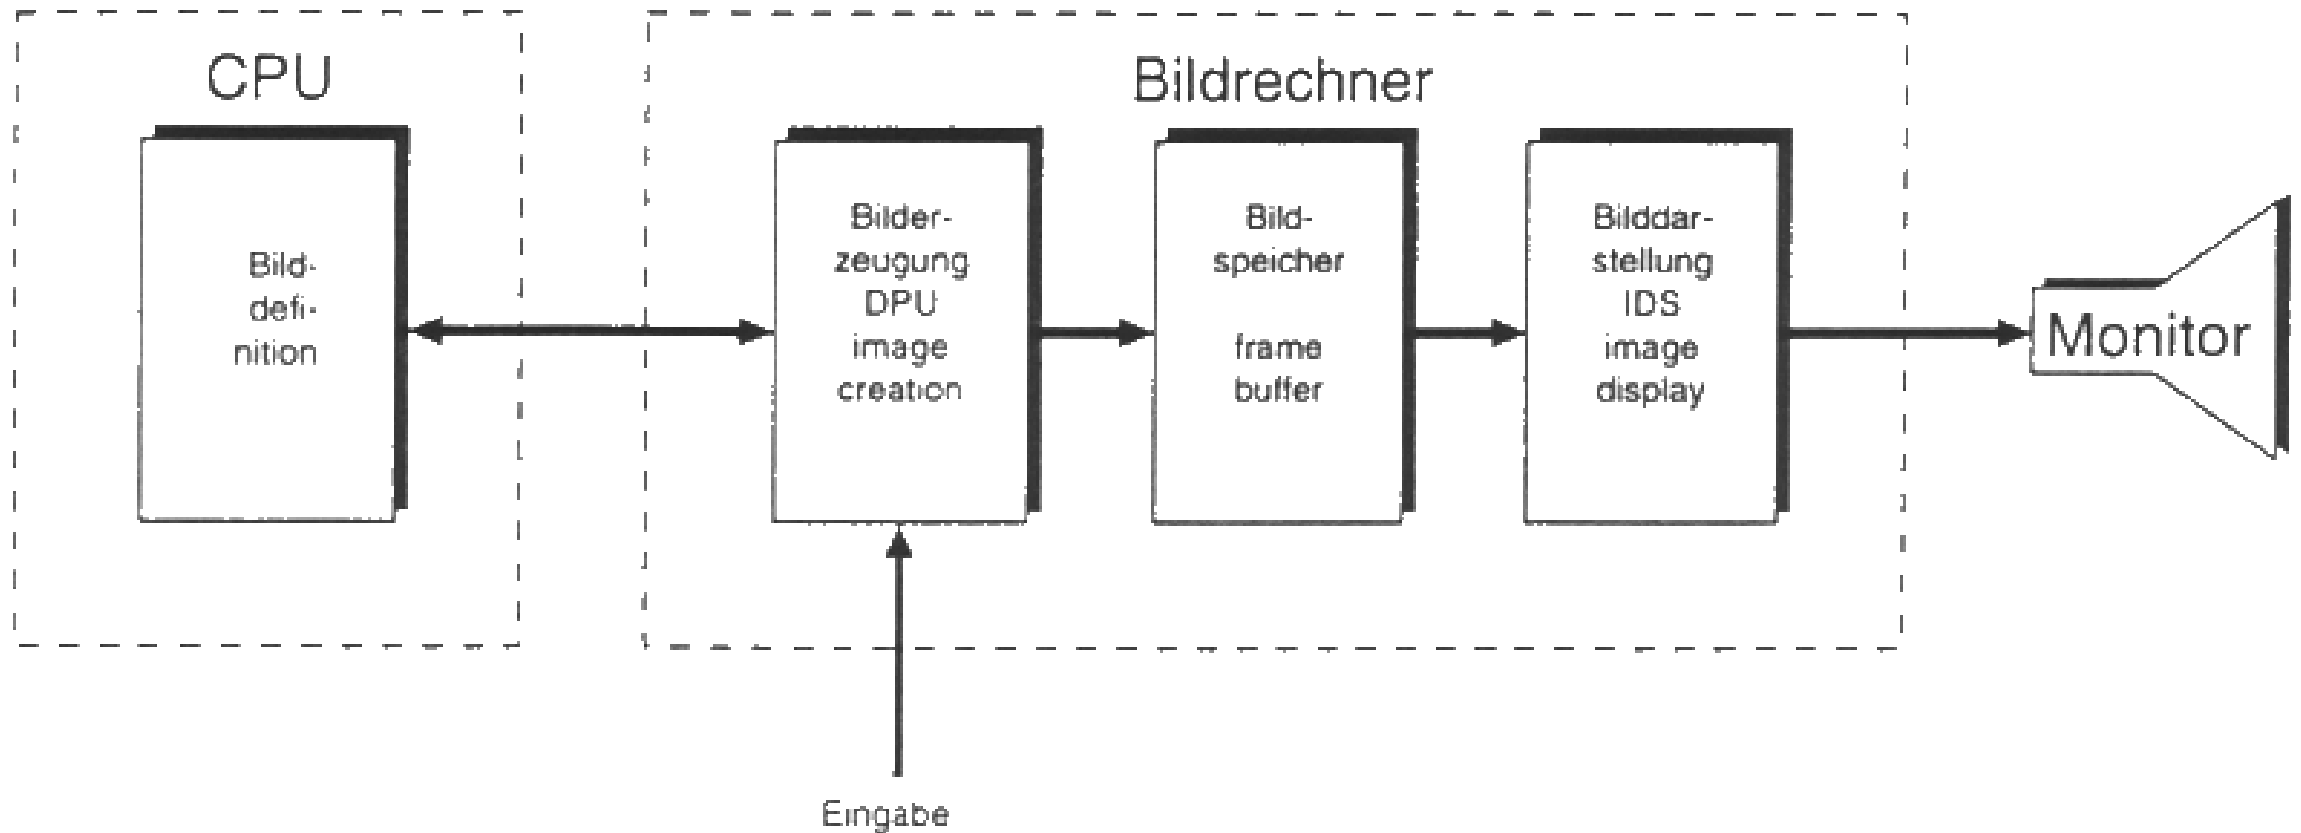 CPU
Bildrechner
Bild-
defi-
nition
Bilder-
zeugung
DPU
image
creation
Bild-
speicher
frame
buffer
Bilddar-
stellung
IDS
image
display
Monitor
Eingabe